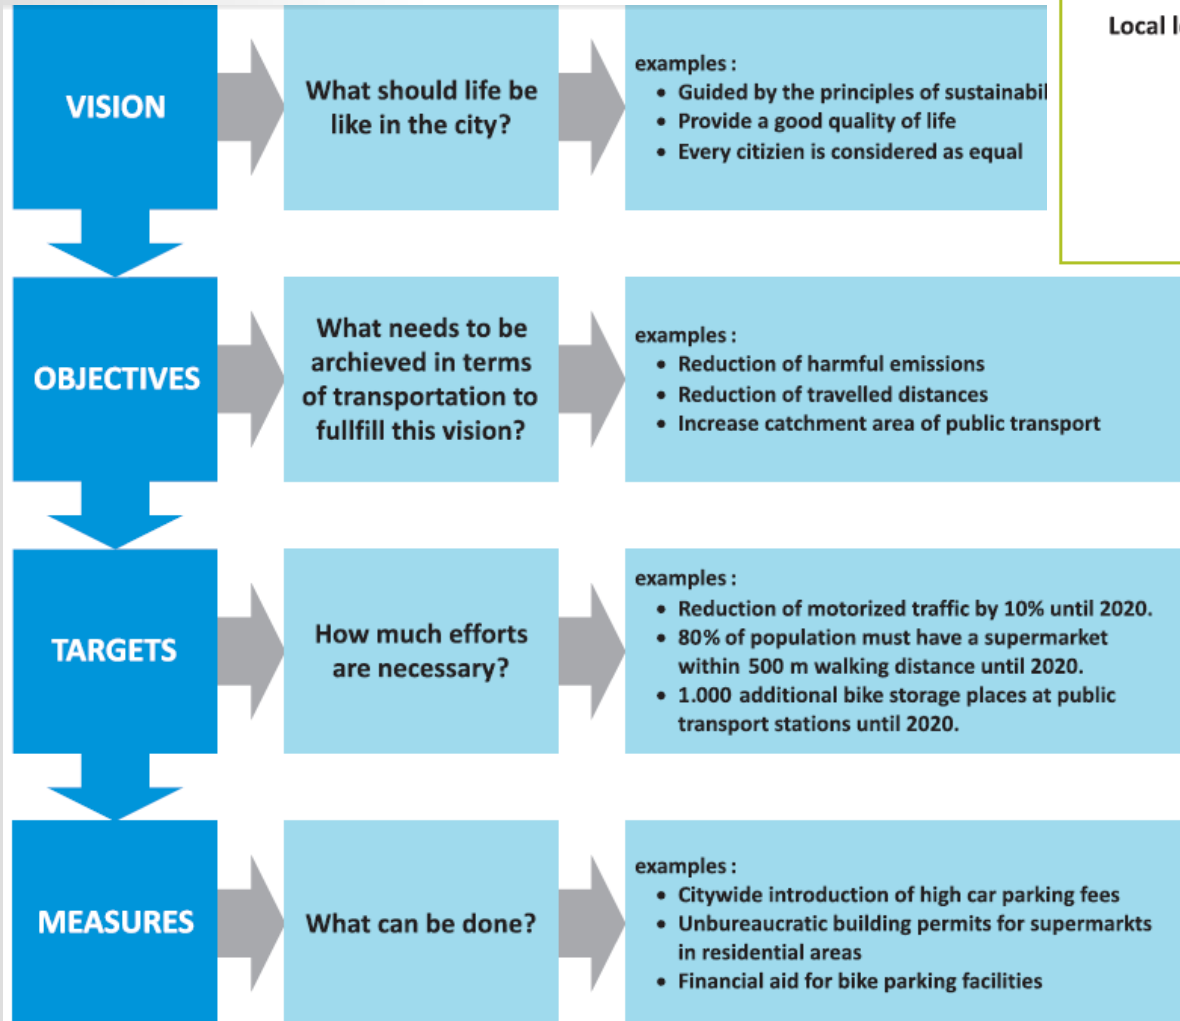 Local l
VISION
What should life be
like in the city?
examples :
• Guided by the principles of sustainabil
• Provide a good quality of life
• Every citizien is considered as equal
OBJECTIVES
What needs to be
archieved in terms
of transportation to
fullfill this vision?
examples :
• Reduction of harmful emissions
• Reduction of travelled distances
• Increase catchment area of public transport
TARGETS
How much efforts
are necessary?
examples :
• Reduction of motorized traffic by 10% until 2020.
• 80% of population must have a supermarket
within 500 m walking distance until 2020.
• 1.000 additional bike storage places at public
transport stations until 2020.
MEASURES
What can be done?
examples :
• Citywide introduction of high car parking fees
• Unbureaucratic building permits for supermarkts
in residential areas
• Financial aid for bike parking facilities